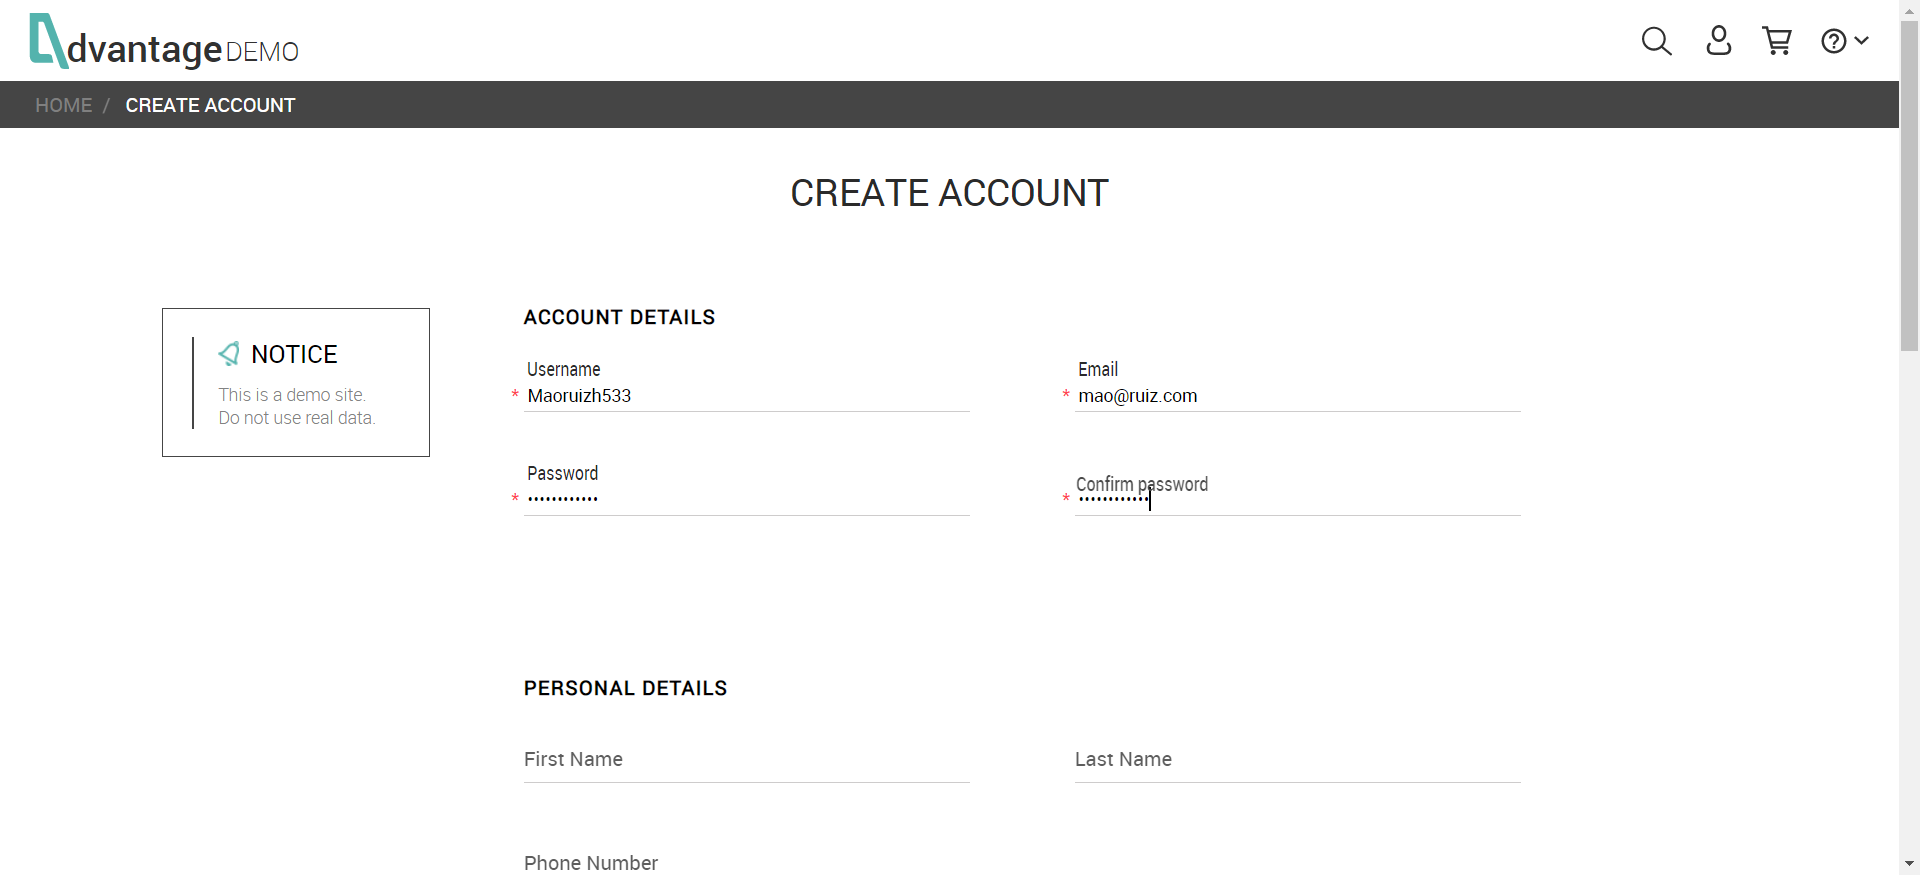 dvantage DEMO
HOME / CREATE ACCOUNT
CREATE ACCOUNT
NOTICE
This is a demo site.
Do not use real data.
ACCOUNT DETAILS
Username
* Maoruizh533
Email
* mao@ruiz.com
Password
* ••••••••••••
Confirm password
* ••••••••••••
PERSONAL DETAILS
First Name
Last Name
Phone Number